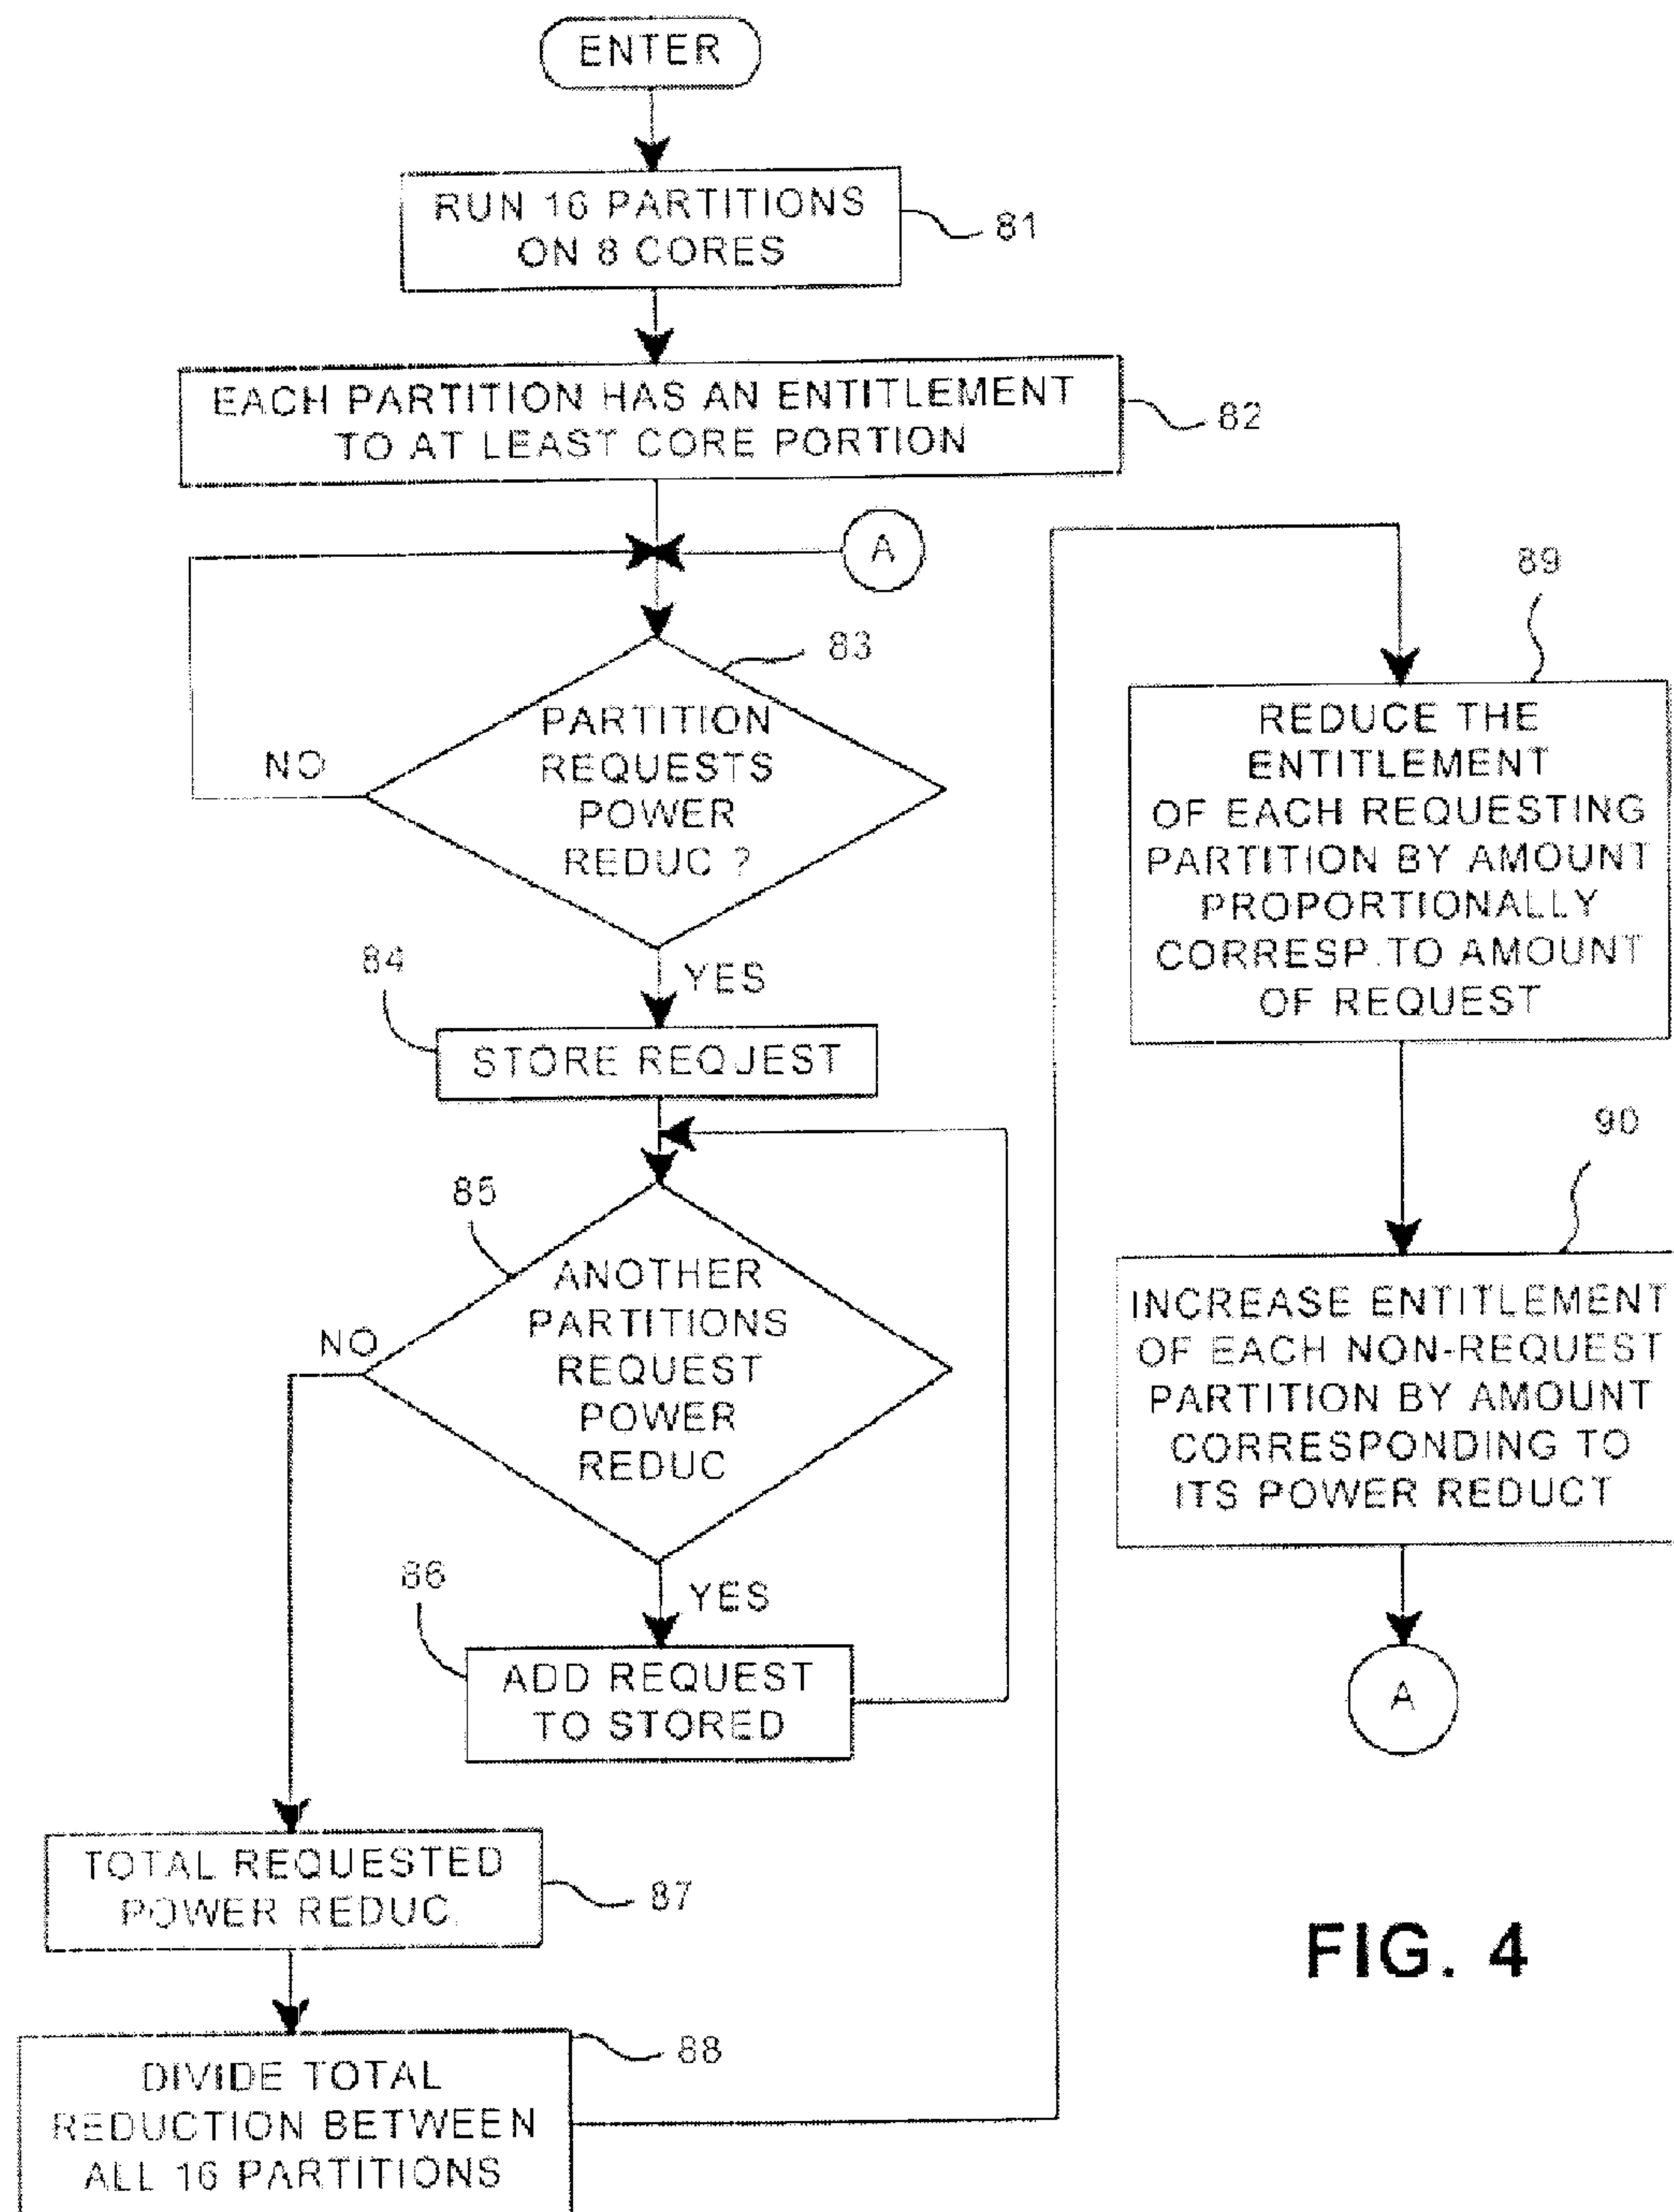 ENTER
RUN 16 PARTITIONS
ON 8 CORES
81
EACH PARTITION HAS AN ENTITLEMENT
TO AT LEAST CORE PORTION
82
A
83
PARTITION
REQUESTS
POWER
REDUC ?
NO
YES
84
STORE REQUEST
85
ANOTHER
PARTITIONS
REQUEST
POWER
REDUC
NO
YES
86
ADD REQUEST
TO STORED
TOTAL REQUESTED
POWER REDUC.
87
DIVIDE TOTAL
REDUCTION BETWEEN
ALL 16 PARTITIONS
88
89
REDUCE THE
ENTITLEMENT
OF EACH REQUESTING
PARTITION BY AMOUNT
PROPORTIONALLY
CORRESP. TO AMOUNT
OF REQUEST
90
INCREASE ENTITLEMENT
OF EACH NON-REQUEST
PARTITION BY AMOUNT
CORRESPONDING TO
ITS POWER REDUCT
A
FIG. 4